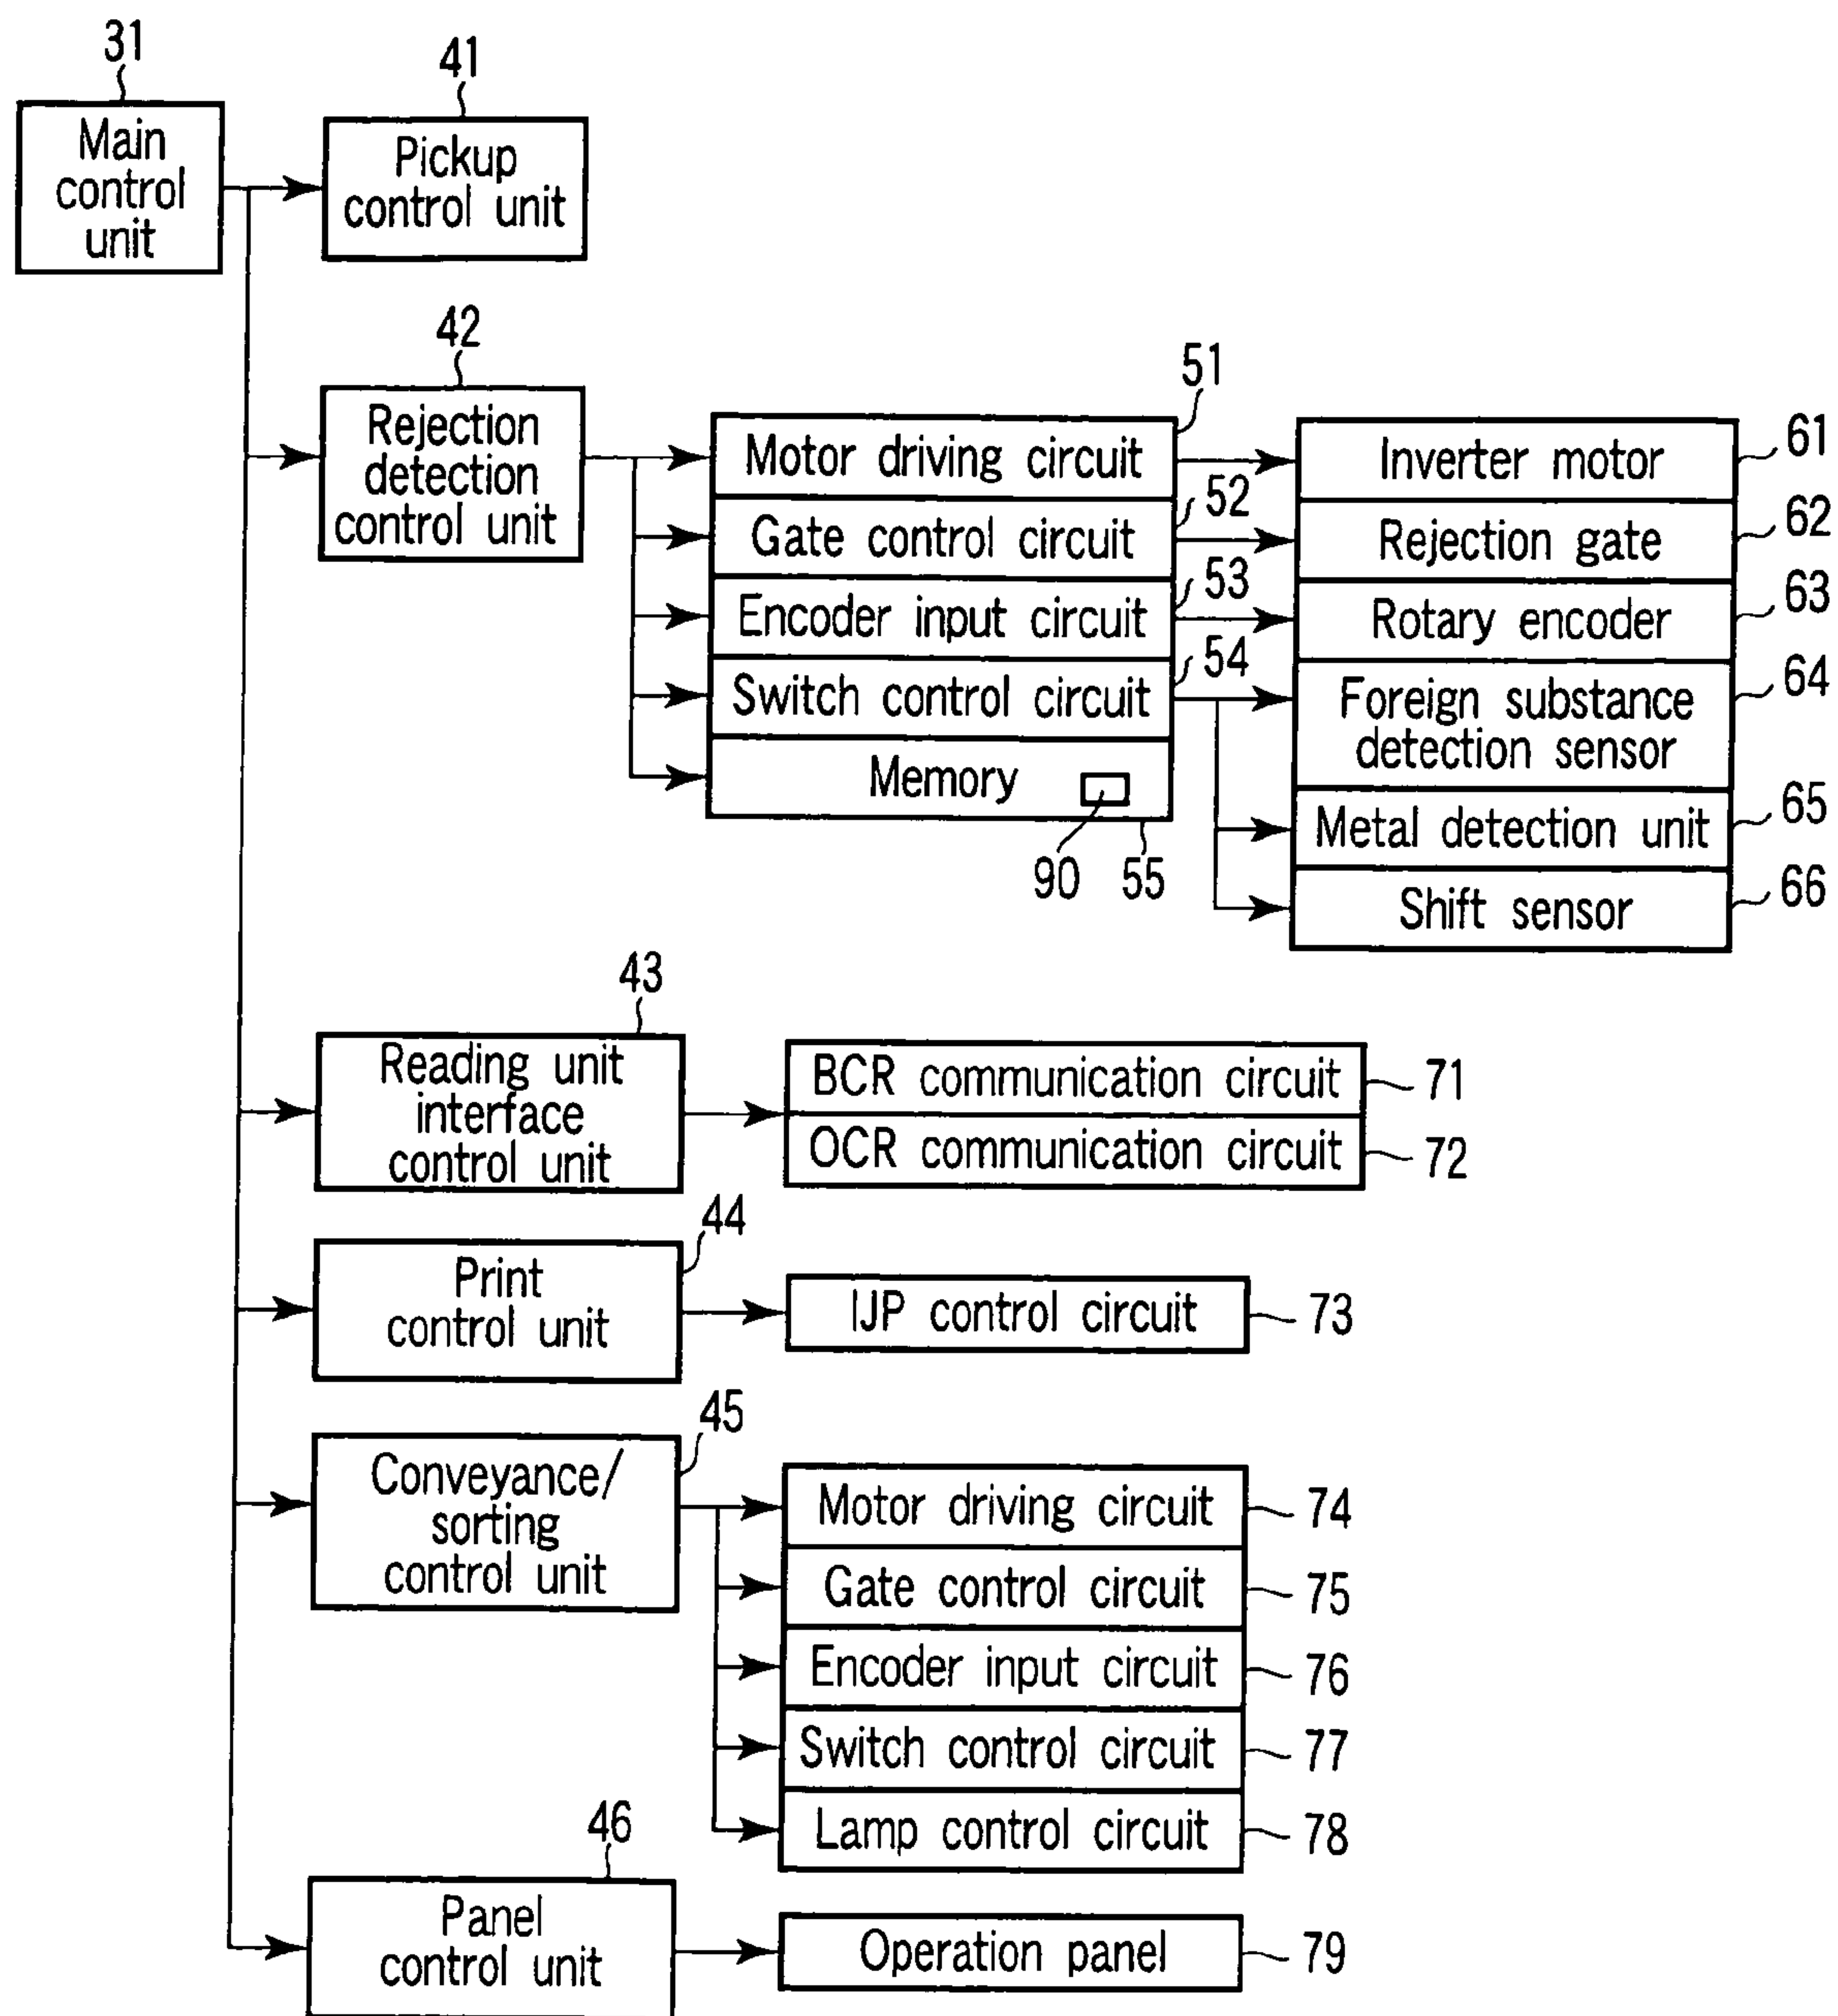 31
Main
control
unit
41
Pickup
control unit
42
Rejection
detection
control unit
51
Motor driving circuit
52
Gate control circuit
53
Encoder input circuit
54
Switch control circuit
Memory
90
55
Inverter motor
61
Rejection gate
62
Rotary encoder
63
Foreign substance
detection sensor
64
Metal detection unit
65
Shift sensor
66
43
Reading unit
interface
control unit
BCR communication circuit
71
OCR communication circuit
72
44
Print
control unit
IJP control circuit
73
45
Conveyance/
sorting
control unit
Motor driving circuit
74
Gate control circuit
75
Encoder input circuit
76
Switch control circuit
77
Lamp control circuit
78
46
Panel
control unit
Operation panel
79